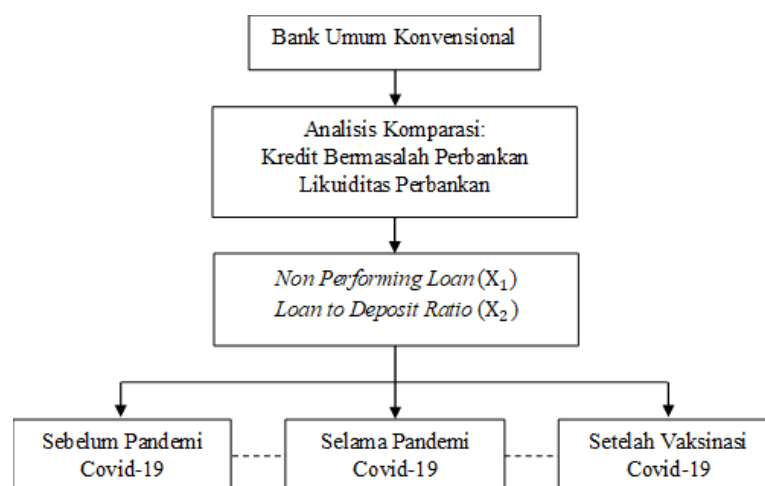 Bank Umum Konvensional
Analisis Komparasi:
Kredit Bermasalah Perbankan
Likuiditas Perbankan
Non Performing Loan (X₁)
Loan to Deposit Ratio (X₂)
Sebelum Pandemi
Covid-19
Selama Pandemi
Covid-19
Setelah Vaksinasi
Covid-19